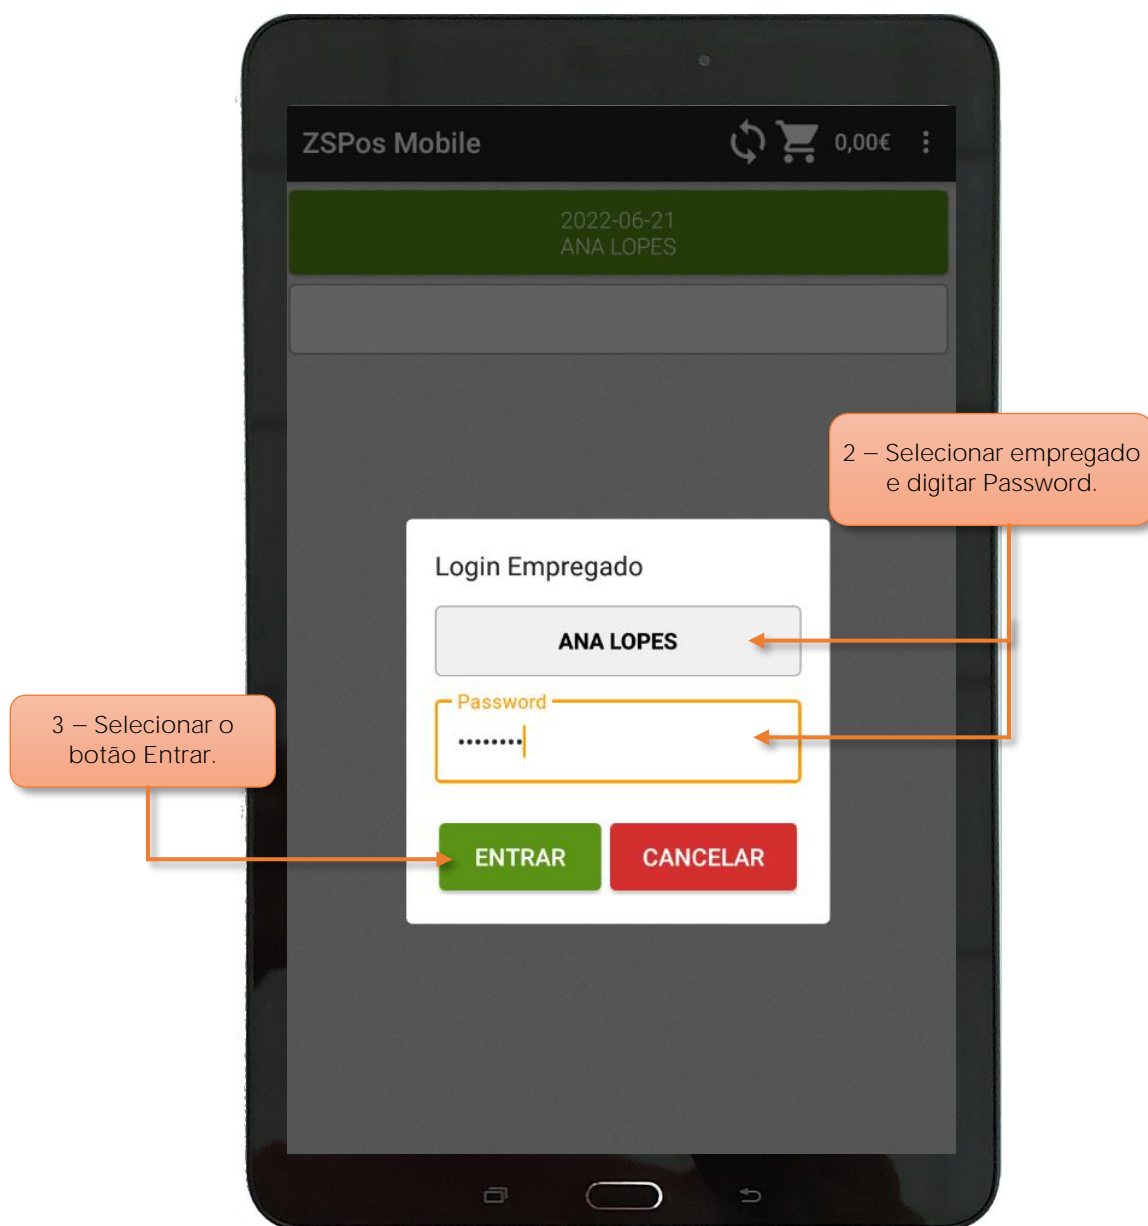 ZSPos Mobile
0,00€
2022-06-21
ANA LOPES
2 – Selecionar empregado
e digitar Password.
Login Empregado
ANA LOPES
Password
••••••••
3 – Selecionar o
botão Entrar.
ENTRAR
CANCELAR